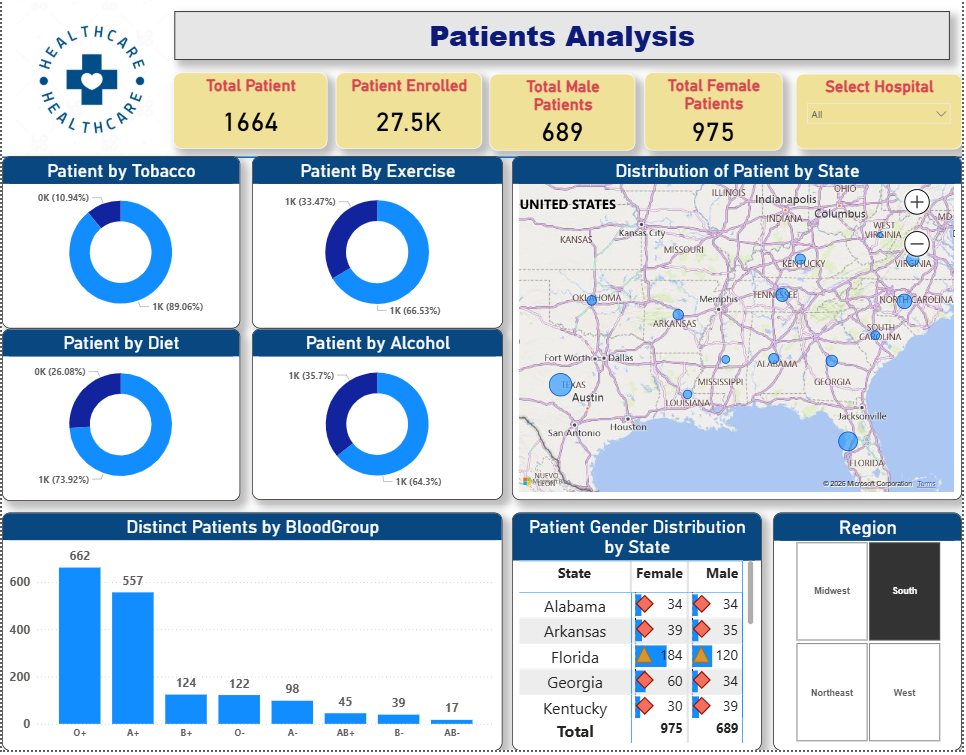 HEALTHCARE
HEALTHCARE
Patients Analysis
Total Patient
1664
Patient Enrolled
27.5K
Total Male
Patients
689
Total Female
Patients
975
Select Hospital
All
Patient by Tobacco
0K (10.94%)
1K (89.06%)
Patient By Exercise
1K (33.47%)
1K (66.53%)
Patient by Diet
0K (26.08%)
1K (73.92%)
Patient by Alcohol
1K (35.7%)
1K (64.3%)
Distribution of Patient by State
UNITED STATES
ILLINOIS
OHIO
Indianapolis
Columbus
INDIANA
MD
KANSAS
Kansas City
MISSOURI
WEST
VIRGINIA
KENTUCKY
VIRGINIA
OKLAHOMA
Memphis
TENNESSEE
NORTH CAROLINA
ARKANSAS
SOUTH
CAROLINA
Fort Worth
Dallas
ALABAMA
MISSISSIPPI
GEORGIA
TEXAS
Austin
LOUISIANA
Jacksonville
Houston
San Antonio
FLORIDA
NUEVO
LEON
© 2026 Microsoft Corporation Terms
Distinct Patients by BloodGroup
600
400
200
0
662
557
124
122
98
45
39
17
O+
A+
B+
O-
A-
AB+
B-
AB-
Patient Gender Distribution
by State
State Female Male
Alabama 34 34
Arkansas 39 35
Florida 184 120
Georgia 60 34
Kentucky 30 39
Total 975 689
Region
Midwest
South
Northeast
West